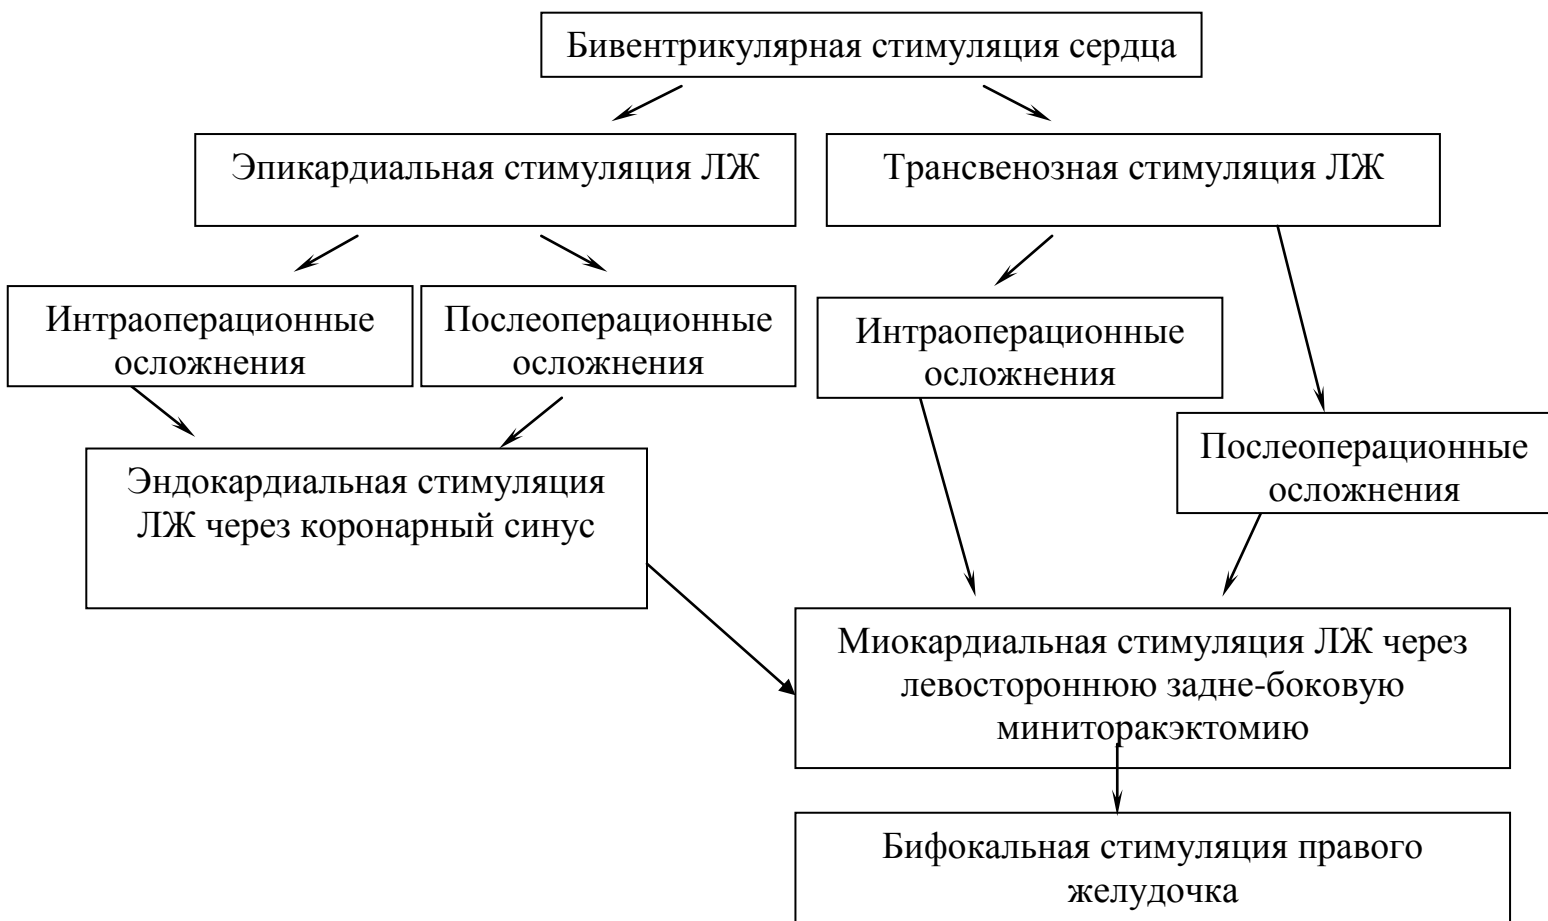 Бивентрикулярная стимуляция сердца
Эпикардиальная стимуляция ЛЖ
Трансвенозная стимуляция ЛЖ
Интраоперационные
осложнения
Послеоперационные
осложнения
Интраоперационные
осложнения
Послеоперационные
осложнения
Эндокардиальная стимуляция
ЛЖ через коронарный синус
Миокардиальная стимуляция ЛЖ через
левостороннюю задне-боковую
миниторакэктомию
Бифокальная стимуляция правого
желудочка